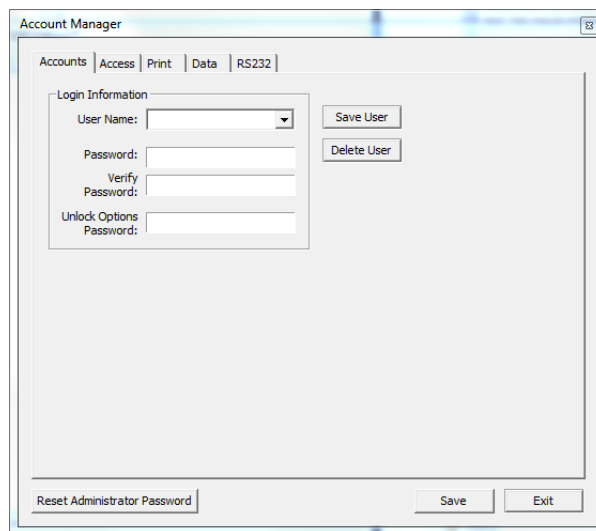 Account Manager
Accounts Access Print Data RS232
Login Information
User Name:
Save User
Password:
Delete User
Verify
Password:
Unlock Options
Password:
Reset Administrator Password
Save
Exit